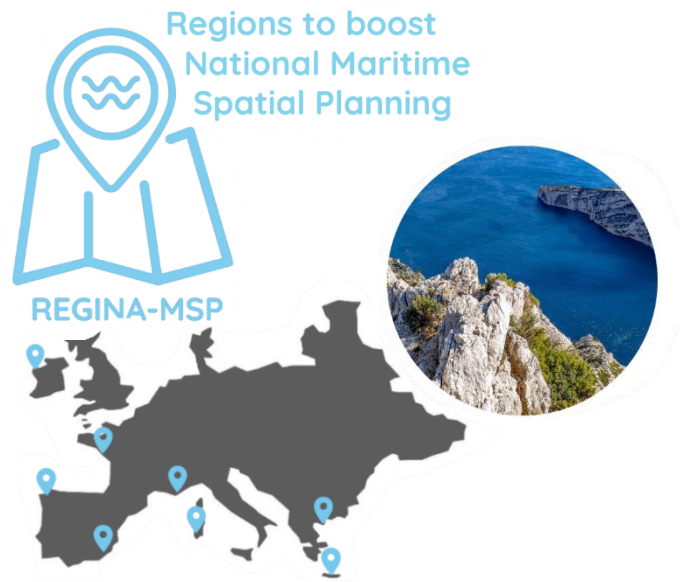 Regions to boost
National Maritime
Spatial Planning
REGINA-MSP